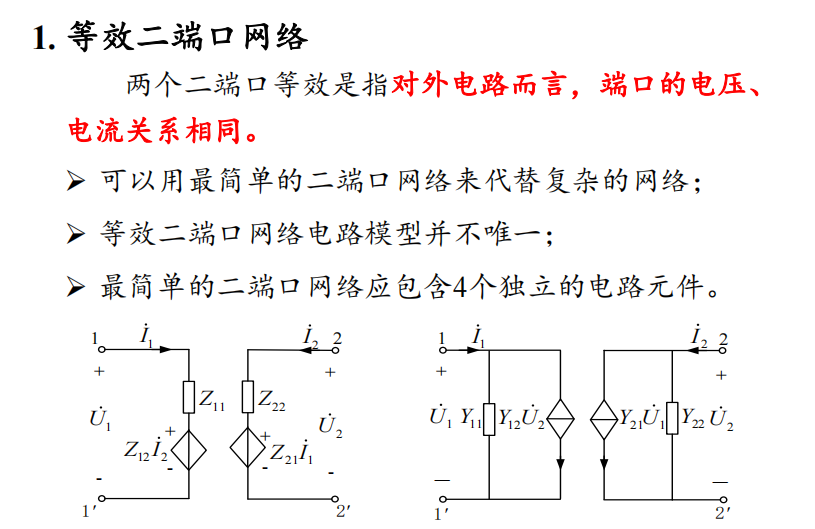 1. 等效二端口网络
两个二端口等效是指对外电路而言，端口的电压、
电流关系相同。
➢ 可以用最简单的二端口网络来代替复杂的网络；
➢ 等效二端口网络电路模型并不唯一；
➢ 最简单的二端口网络应包含4个独立的电路元件。
1 İ₁ İ₂ 2
+ +
Z₁₁ Z₂₂
U̇₁ U̇₂
+ +
Z₁₂İ₂ Z₂₁İ₁
- -
- -
1′ 2′
1 İ₁ İ₂ 2
+ +
U̇₁ Y₁₁ Y₁₂U̇₂ Y₂₁U̇₁ Y₂₂ U̇₂
— —
1′ 2′